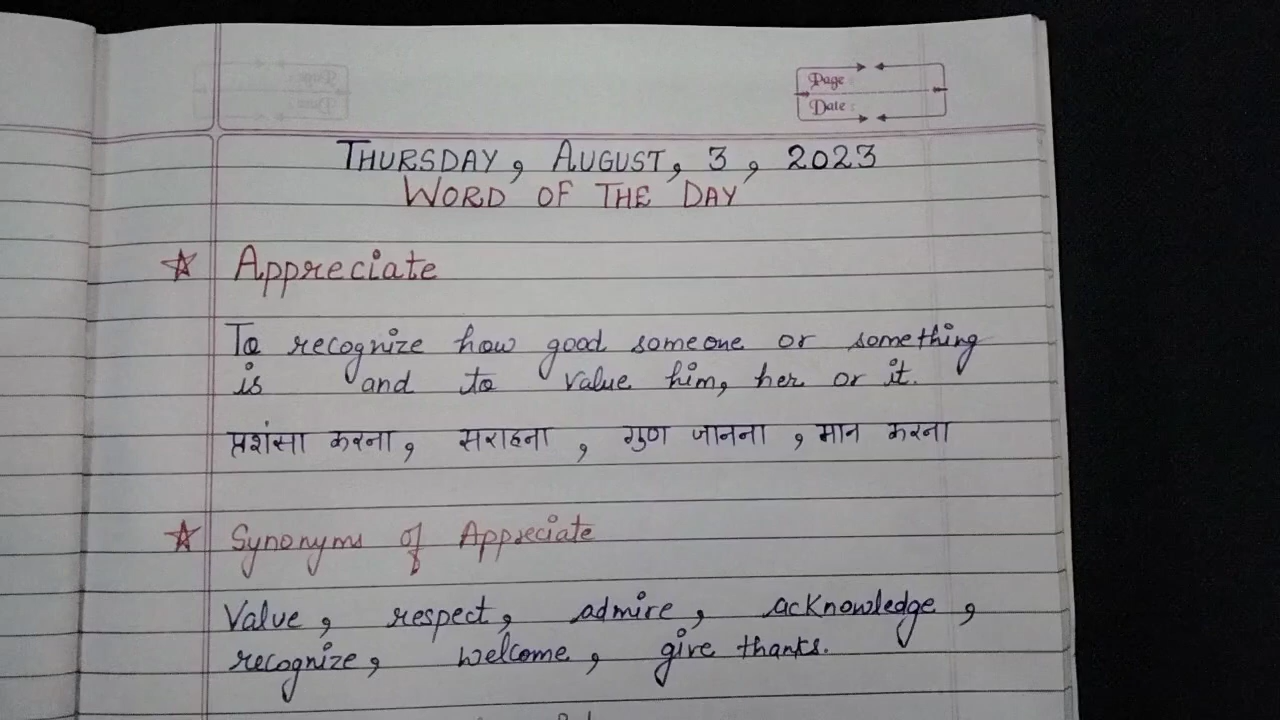 Page :
Date :
THURSDAY, AUGUST, 3, 2023
WORD OF THE DAY
☆ Appreciate
To recognize how good someone or something
is and to value him, her or it.
प्रशंसा करना, सराहना, गुण जानना, मान करना
☆ Synonyms of Appreciate
Value, respect, admire, acknowledge,
recognize, welcome, give thanks.